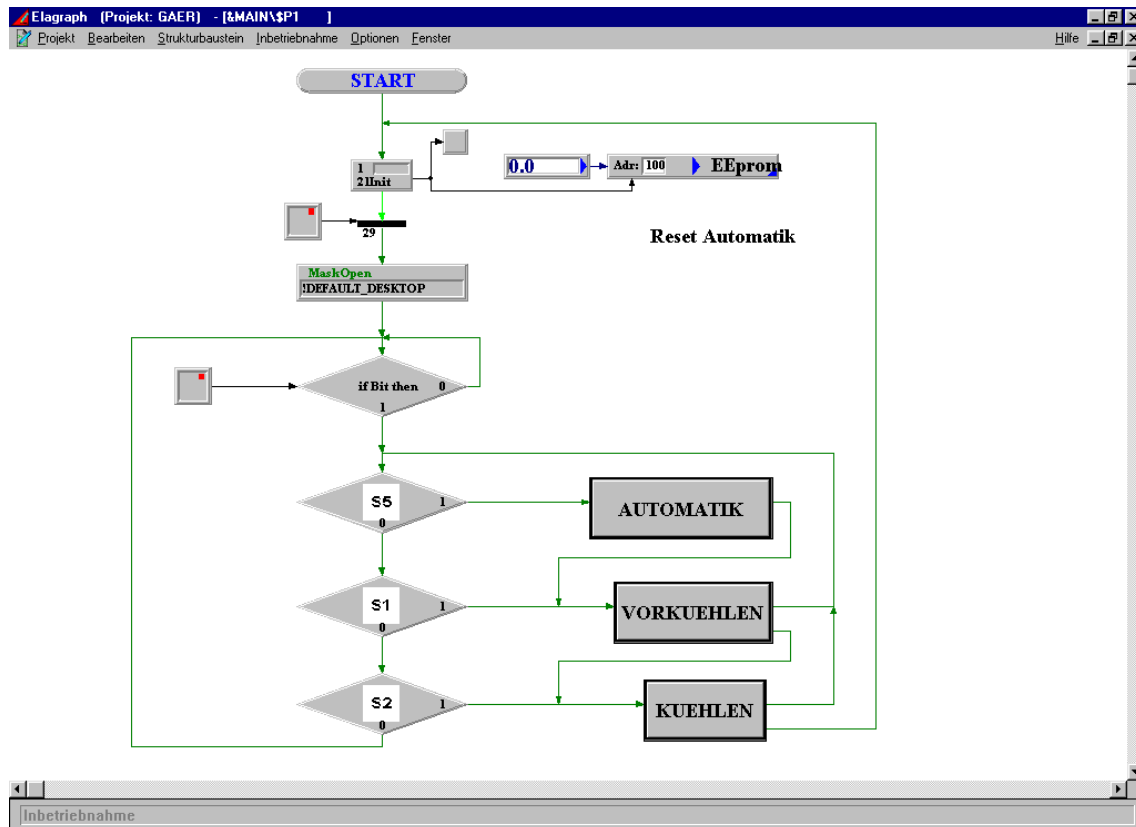 Elagraph (Projekt: GAER) - [&MAIN\$P1 ]
Projekt Bearbeiten Strukturbaustein Inbetriebnahme Optionen Fenster Hilfe
START
0.0
Adr: 100 EEprom
1
2 IInit
29
Reset Automatik
MaskOpen
!DEFAULT_DESKTOP
if Bit then 0
1
S5 1
0
AUTOMATIK
S1 1
0
VORKUEHLEN
S2 1
0
KUEHLEN
Inbetriebnahme